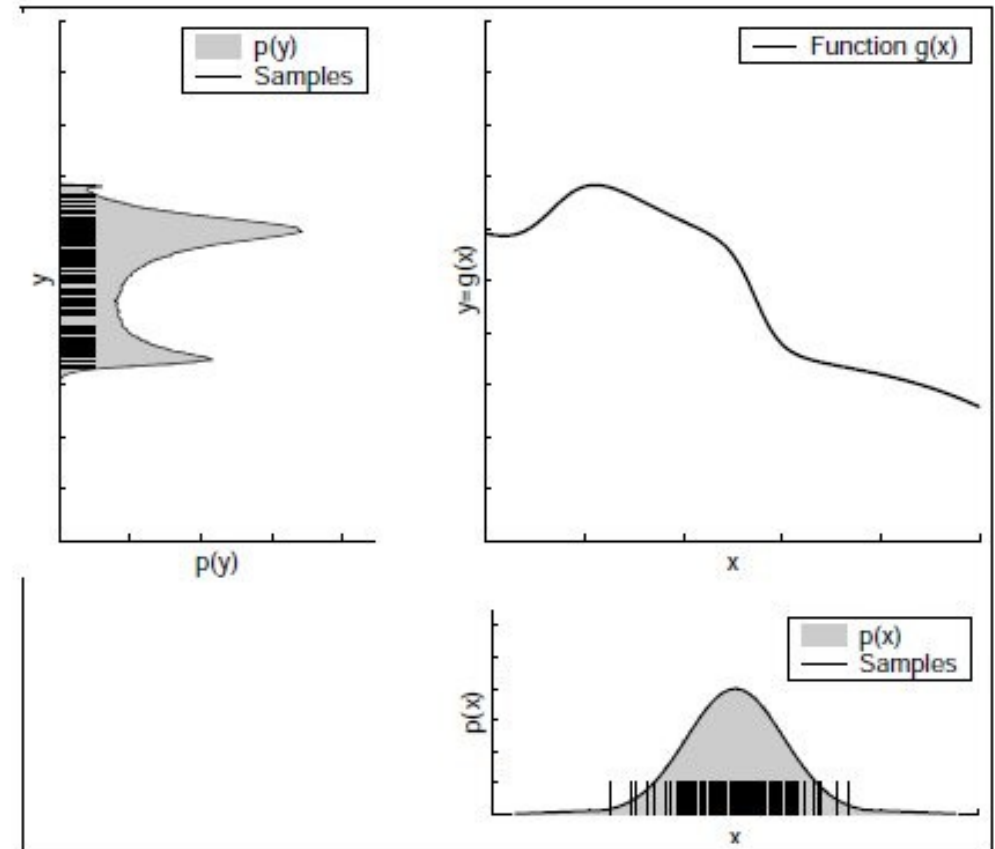 p(y)
Samples
Function g(x)
y
y=g(x)
p(y)
x
p(x)
Samples
p(x)
x